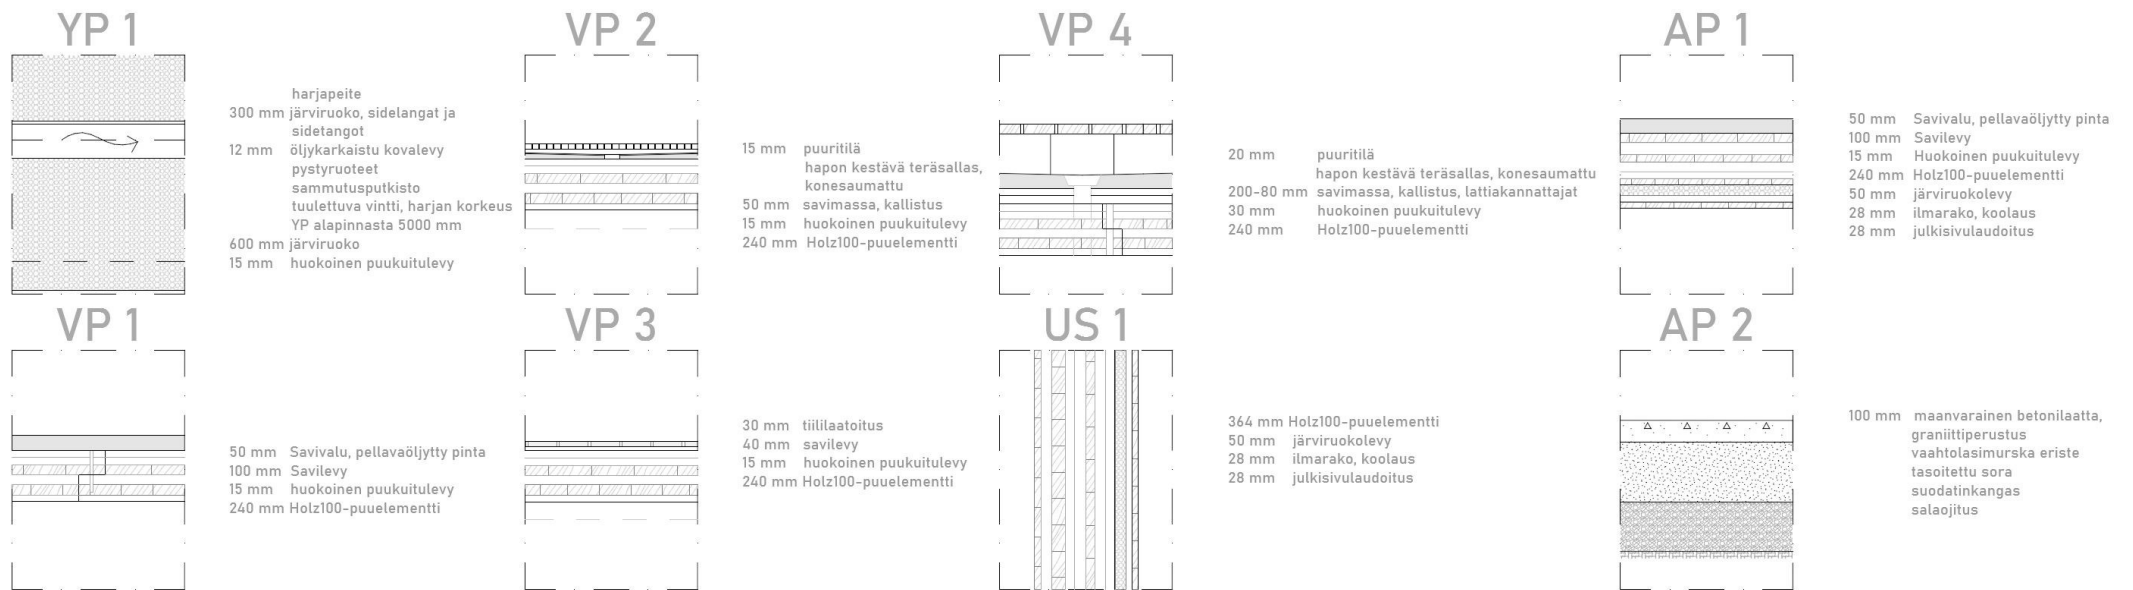 YP 1
harjapeite
300 mm järviruoko, sidelangat ja
sidetangot
12 mm öljykarkaistu kovalevy
pystyruoteet
sammutusputkisto
tuulettuva vintti, harjan korkeus
YP alapinnasta 5000 mm
600 mm järviruoko
15 mm huokoinen puukuitulevy
VP 2
15 mm puuritilä
hapon kestävä teräsallas,
konesaumattu
50 mm savimassa, kallistus
15 mm huokoinen puukuitulevy
240 mm Holz100-puuelementti
VP 4
20 mm puuritilä
hapon kestävä teräsallas, konesaumattu
200-80 mm savimassa, kallistus, lattiakannattajat
30 mm huokoinen puukuitulevy
240 mm Holz100-puuelementti
AP 1
50 mm Savivalu, pellavaöljytty pinta
100 mm Savilevy
15 mm Huokoinen puukuitulevy
240 mm Holz100-puuelementti
50 mm järviruokolevy
28 mm ilmarako, koolaus
28 mm julkisivulaudoitus
VP 1
50 mm Savivalu, pellavaöljytty pinta
100 mm Savilevy
15 mm huokoinen puukuitulevy
240 mm Holz100-puuelementti
VP 3
30 mm tiililaatoitus
40 mm savilevy
15 mm huokoinen puukuitulevy
240 mm Holz100-puuelementti
US 1
364 mm Holz100-puuelementti
50 mm järviruokolevy
28 mm ilmarako, koolaus
28 mm julkisivulaudoitus
AP 2
100 mm maanvarainen betonilaatta,
graniittiperustus
vaahtolasimurska eriste
tasoitettu sora
suodatinkangas
salaojitus